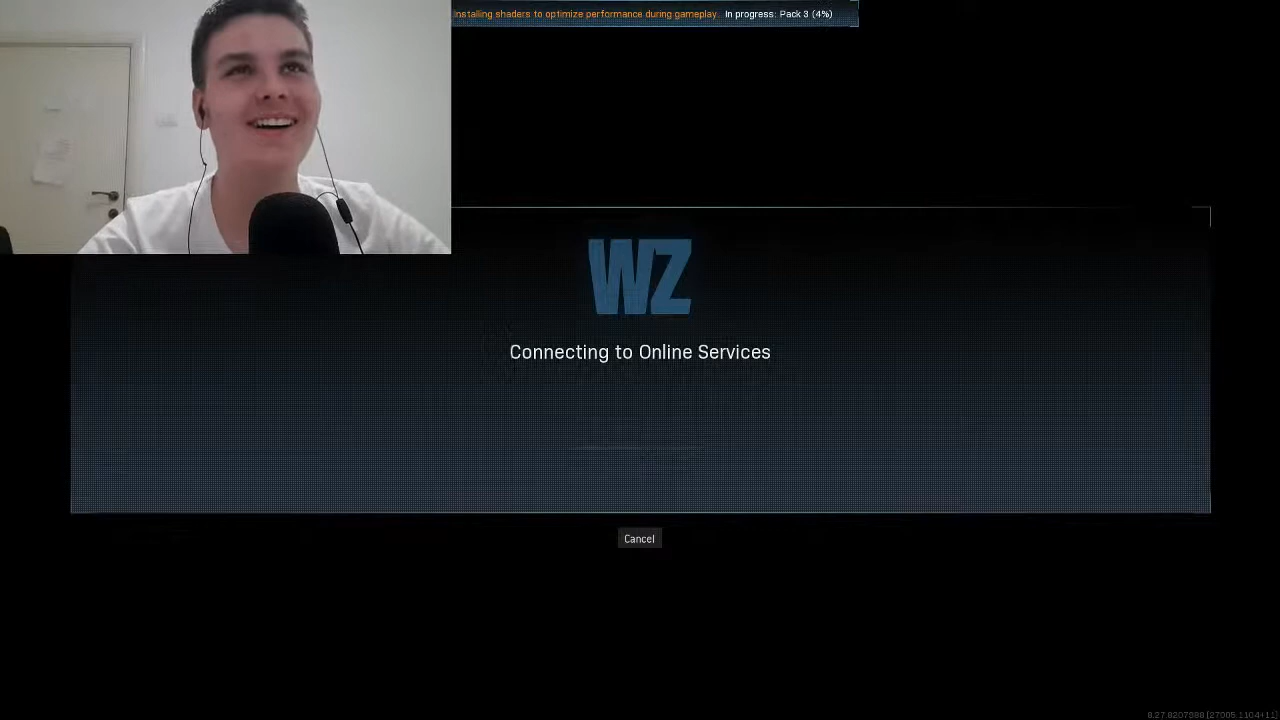 Installing shaders to optimize performance during gameplay. In progress: Pack 3 (4%)
WZ
Connecting to Online Services
Cancel